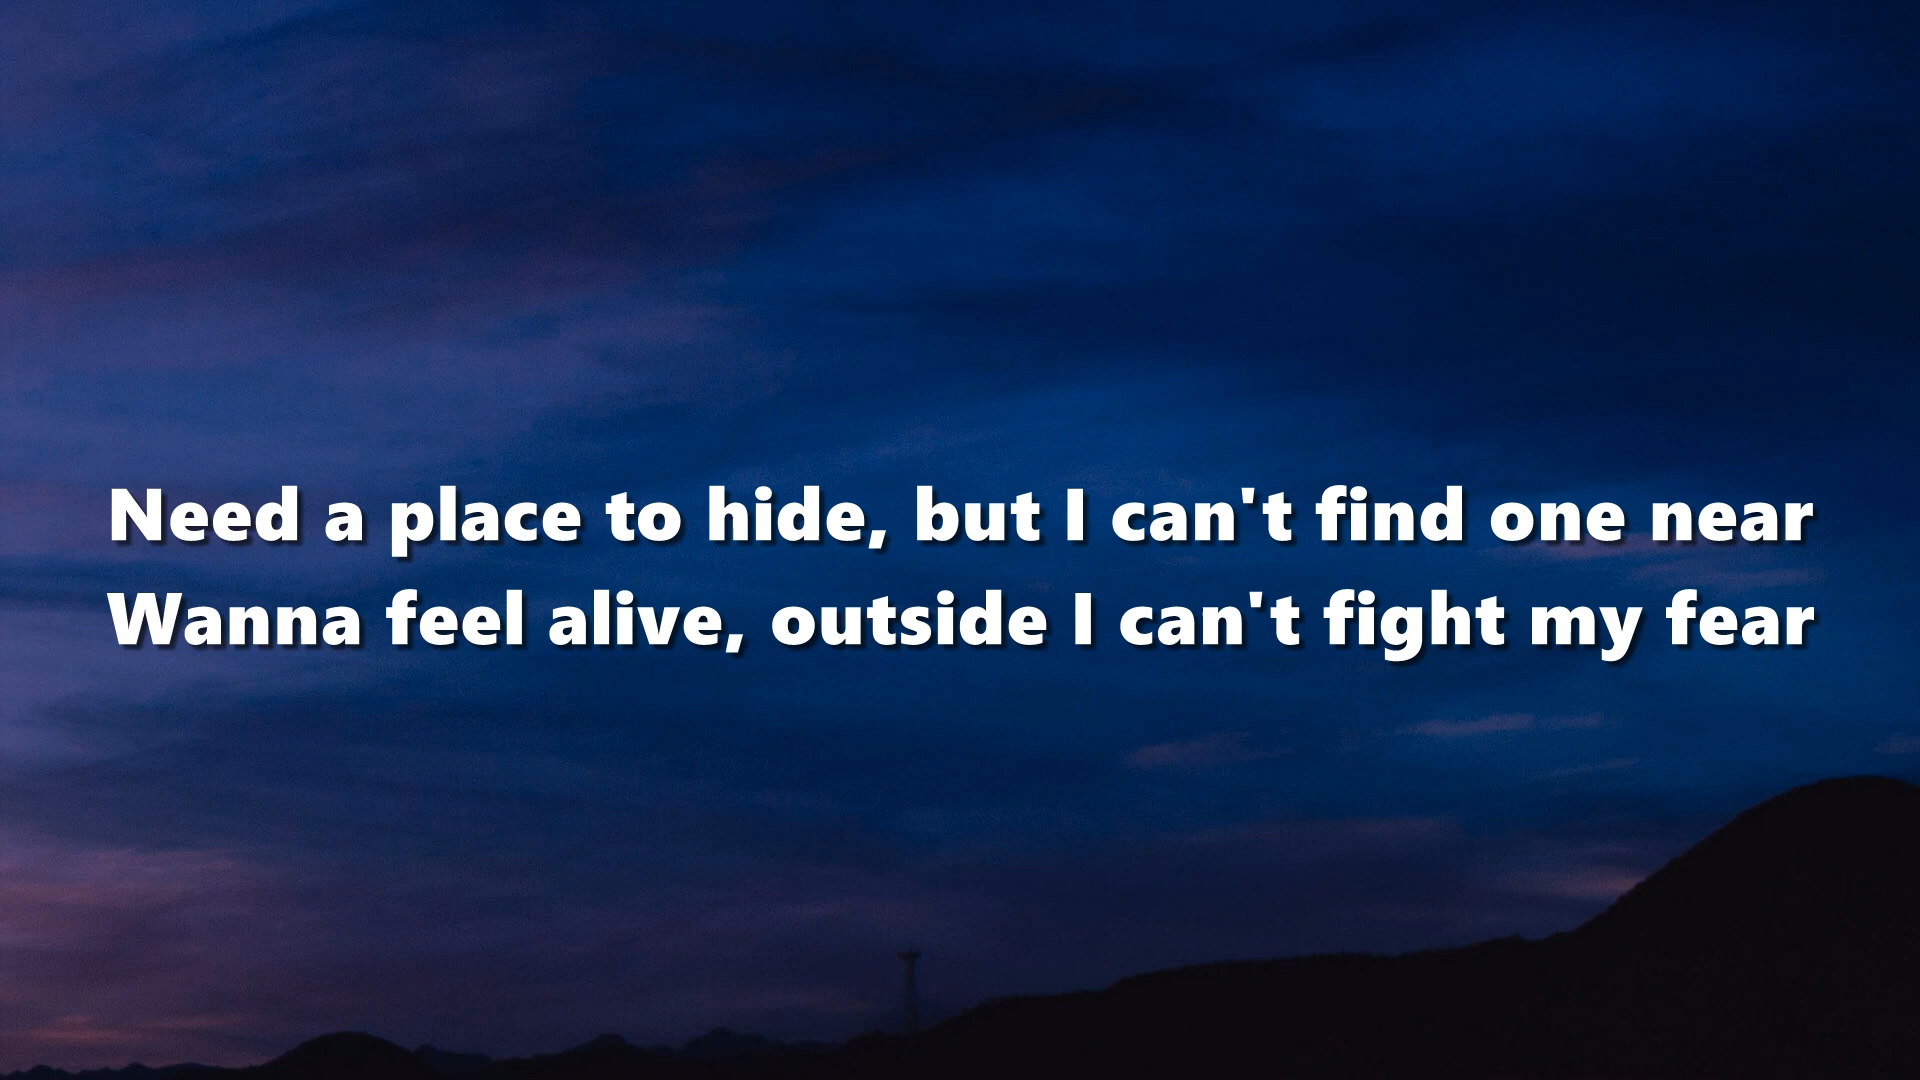 Need a place to hide, but I can't find one near
Wanna feel alive, outside I can't fight my fear